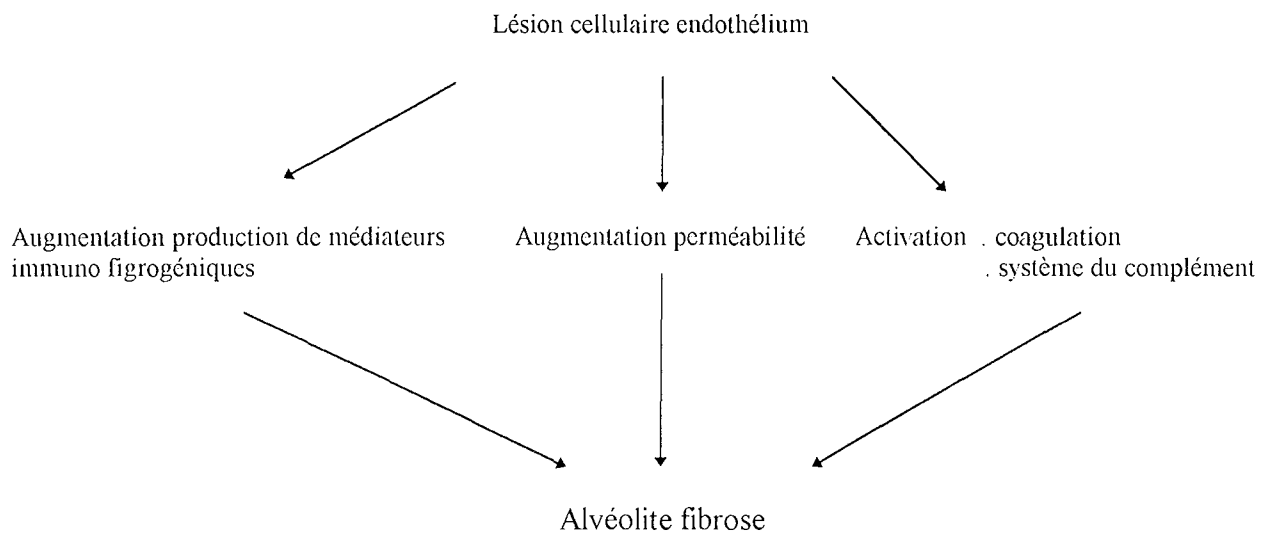 Lésion cellulaire endothélium
Augmentation production de médiateurs
immuno figrogéniques
Augmentation perméabilité
Activation . coagulation
. système du complément
Alvéolite fibrose